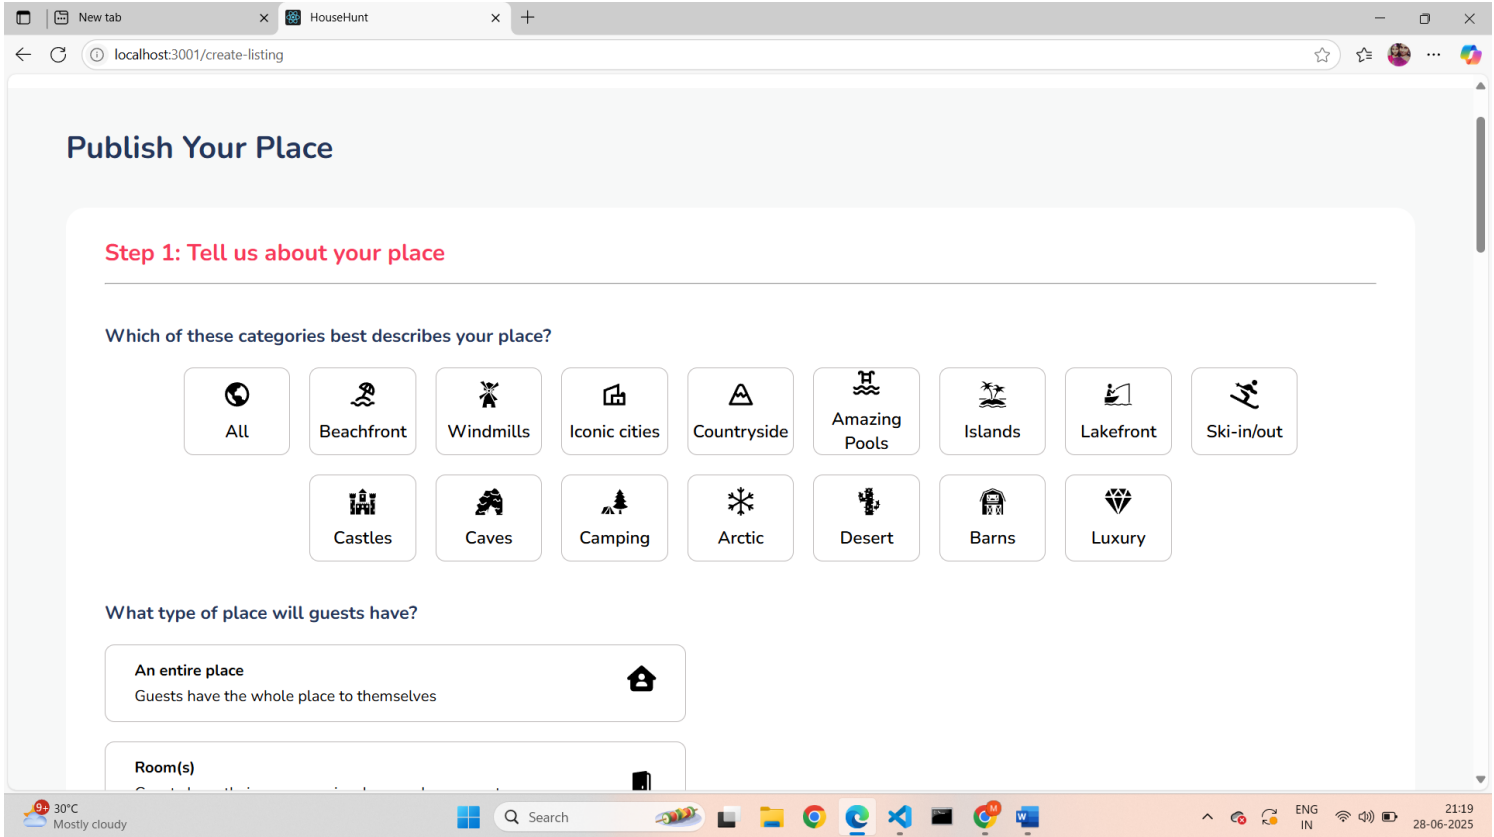 New tab
HouseHunt
localhost:3001/create-listing
Publish Your Place
Step 1: Tell us about your place
Which of these categories best describes your place?
All
Beachfront
Windmills
Iconic cities
Countryside
Amazing
Pools
Islands
Lakefront
Ski-in/out
Castles
Caves
Camping
Arctic
Desert
Barns
Luxury
What type of place will guests have?
An entire place
Guests have the whole place to themselves
Room(s)
9+
30°C
Mostly cloudy
Search
M
ENG
IN
21:19
28-06-2025